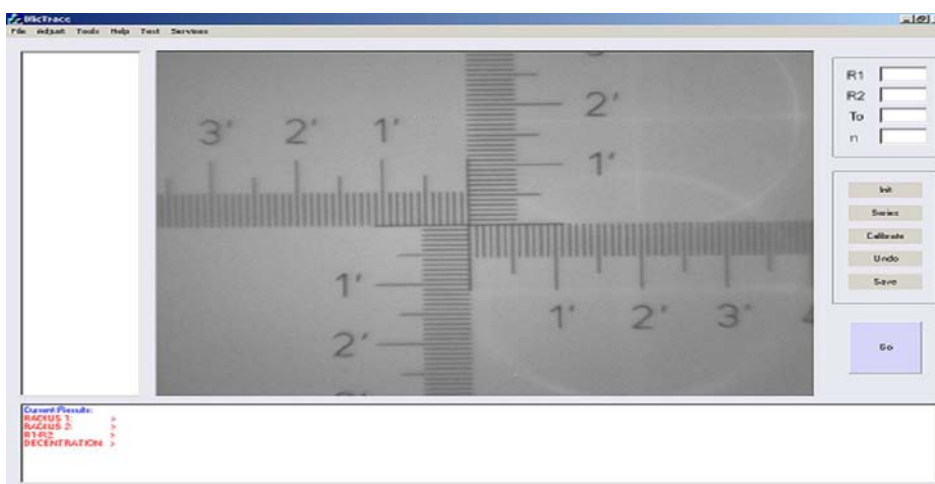 MicTrace
File Adjust Tools Help Test Services
3' 2' 1'
2'
1'
1'
2'
1' 2' 3' 4
R1
R2
To
n
Init
Series
Calibrate
Undo
Save
Go
Current Results:
RADIUS 1: >
RADIUS 2: >
R1-R2 >
DECENTRATION: >